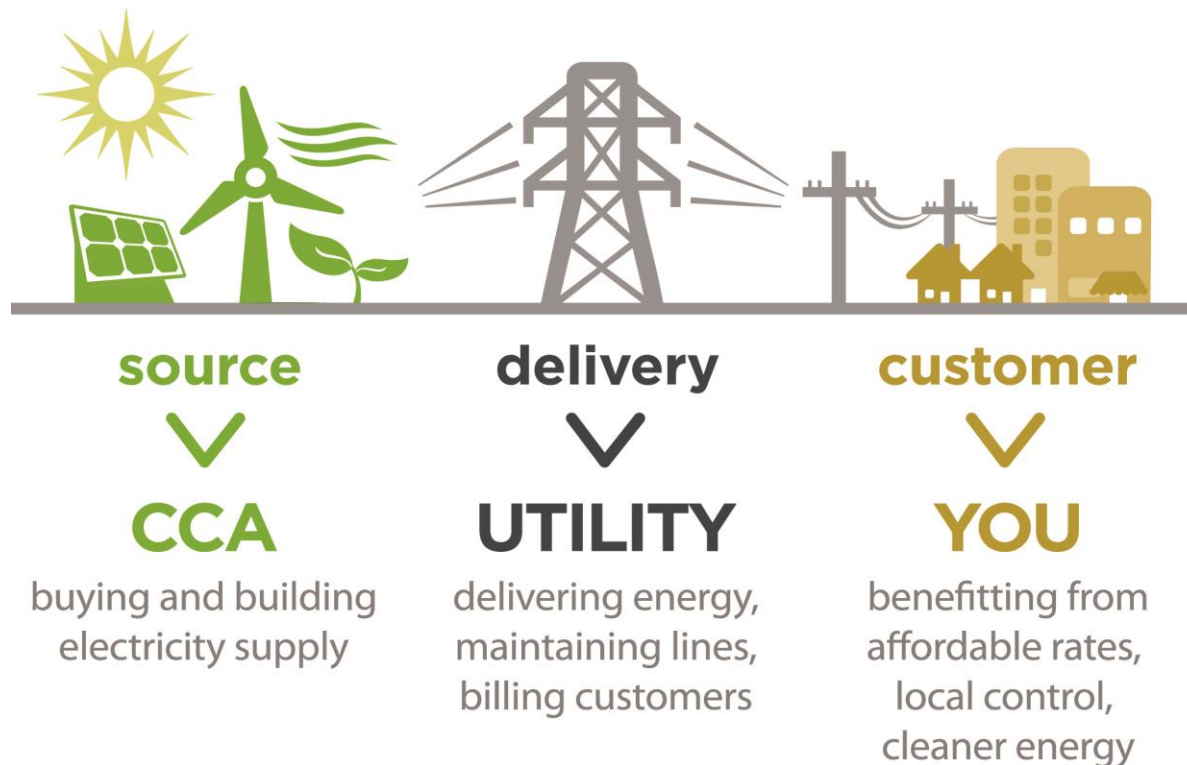 source
CCA
buying and building
electricity supply
delivery
UTILITY
delivering energy,
maintaining lines,
billing customers
customer
YOU
benefitting from
affordable rates,
local control,
cleaner energy